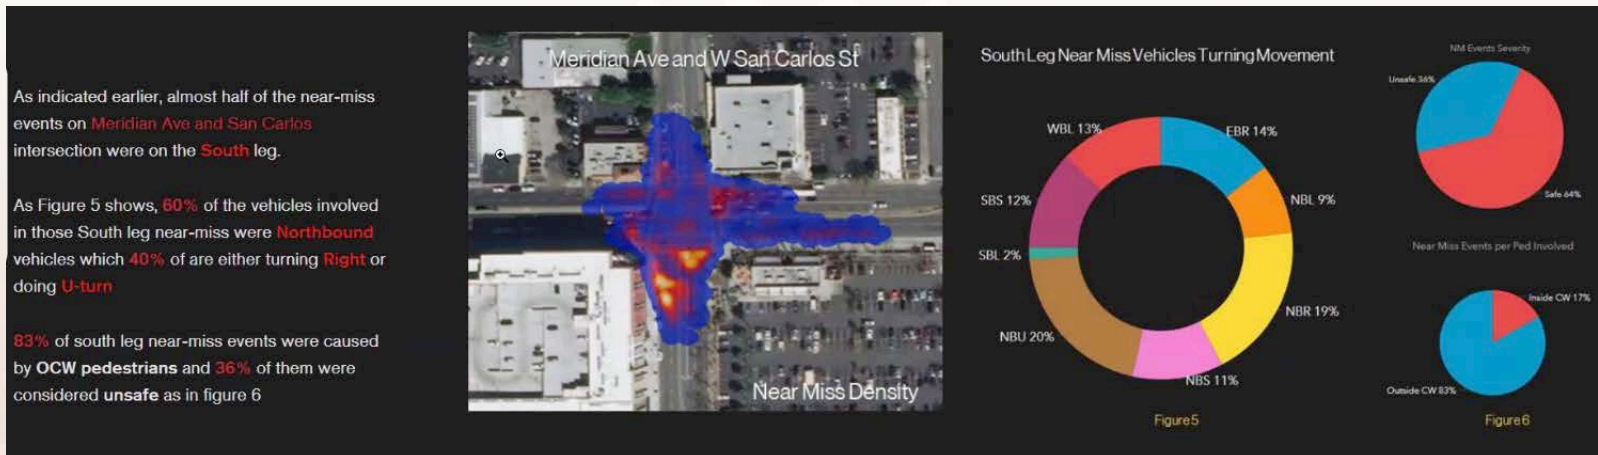 As indicated earlier, almost half of the near-miss
events on Meridian Ave and San Carlos
intersection were on the South leg.
As Figure 5 shows, 60% of the vehicles involved
in those South leg near-miss were Northbound
vehicles which 40% of are either turning Right or
doing U-turn
83% of south leg near-miss events were caused
by OCW pedestrians and 36% of them were
considered unsafe as in figure 6
Meridian Ave and W San Carlos St
Near Miss Density
South Leg Near Miss Vehicles Turning Movement
WBL 13%
EBR 14%
SBS 12%
NBL 9%
SBL 2%
NBR 19%
NBU 20%
NBS 11%
Figure 5
NM Events Severity
Unsafe 36%
Safe 64%
Near Miss Events per Ped Involved
Inside CW 17%
Outside CW 83%
Figure 6